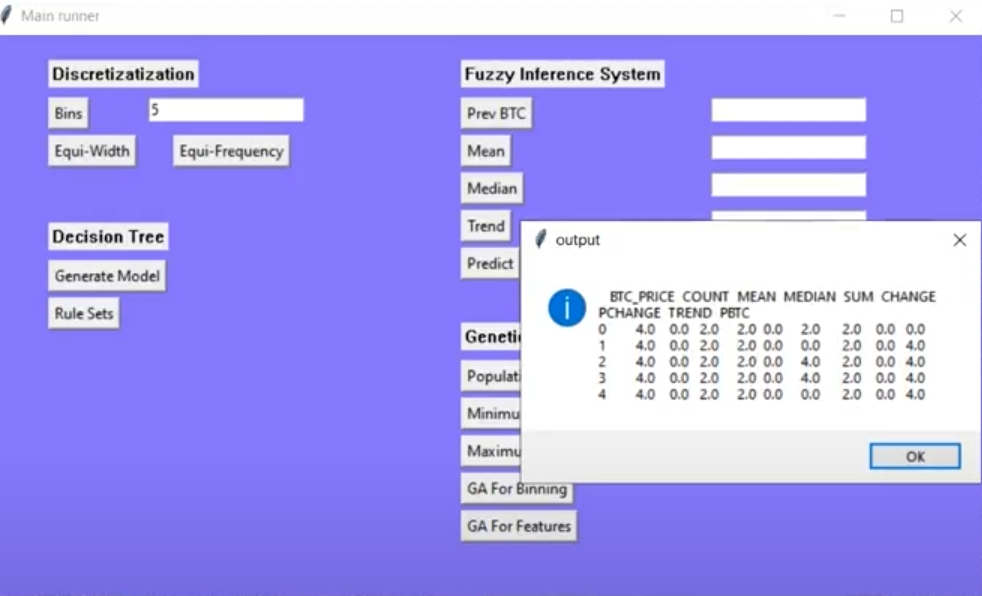 Main runner
Discretizatization
Bins
5
Equi-Width
Equi-Frequency
Decision Tree
Generate Model
Rule Sets
Fuzzy Inference System
Prev BTC
Mean
Median
Trend
Predict
GA For Binning
GA For Features
output
BTC_PRICE COUNT MEAN MEDIAN SUM CHANGE
PCHANGE TREND PBTC
0 4.0 0.0 2.0 2.0 0.0 2.0 2.0 0.0 0.0
1 4.0 0.0 2.0 2.0 0.0 0.0 2.0 0.0 4.0
2 4.0 0.0 2.0 2.0 0.0 4.0 2.0 0.0 4.0
3 4.0 0.0 2.0 2.0 0.0 4.0 2.0 0.0 4.0
4 4.0 0.0 2.0 2.0 0.0 0.0 2.0 0.0 4.0
OK